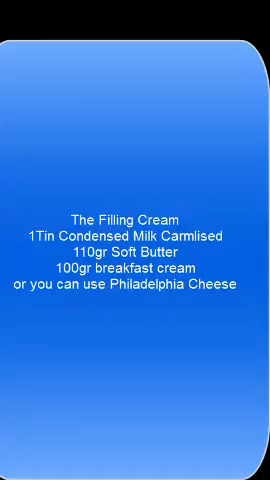 The Filling Cream
1Tin Condensed Milk Carmlised
110gr Soft Butter
100gr breakfast cream
or you can use Philadelphia Cheese